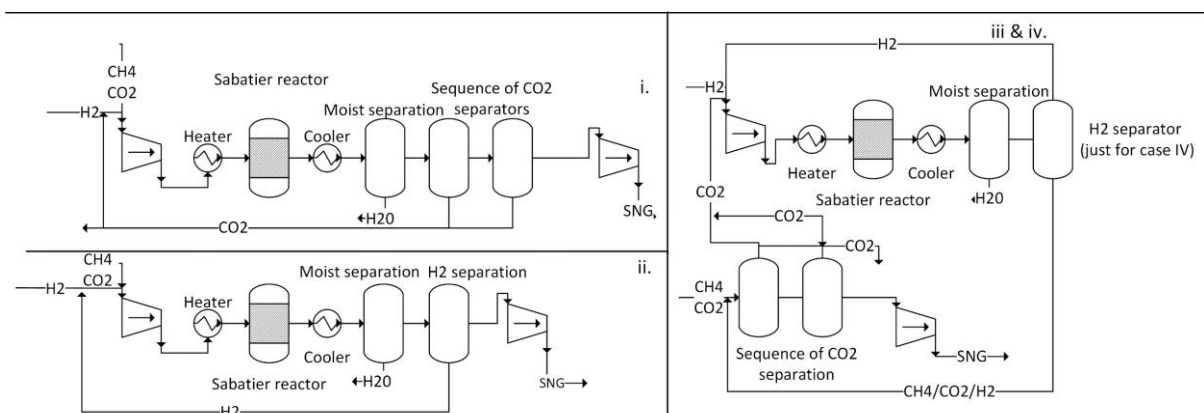 i.
CH4
CO2
H2
Sabatier reactor
Heater
Cooler
Moist separation
Sequence of CO2
separators
H20
CO2
SNG
ii.
CH4
CO2
H2
Heater
Sabatier reactor
Cooler
Moist separation
H2 separation
H20
SNG
H2
iii & iv.
H2
H2
Moist separation
Heater
Cooler
Sabatier reactor
H20
H2 separator
(just for case IV)
CO2
CO2
CO2
CH4
CO2
Sequence of CO2
separation
SNG
CH4/CO2/H2